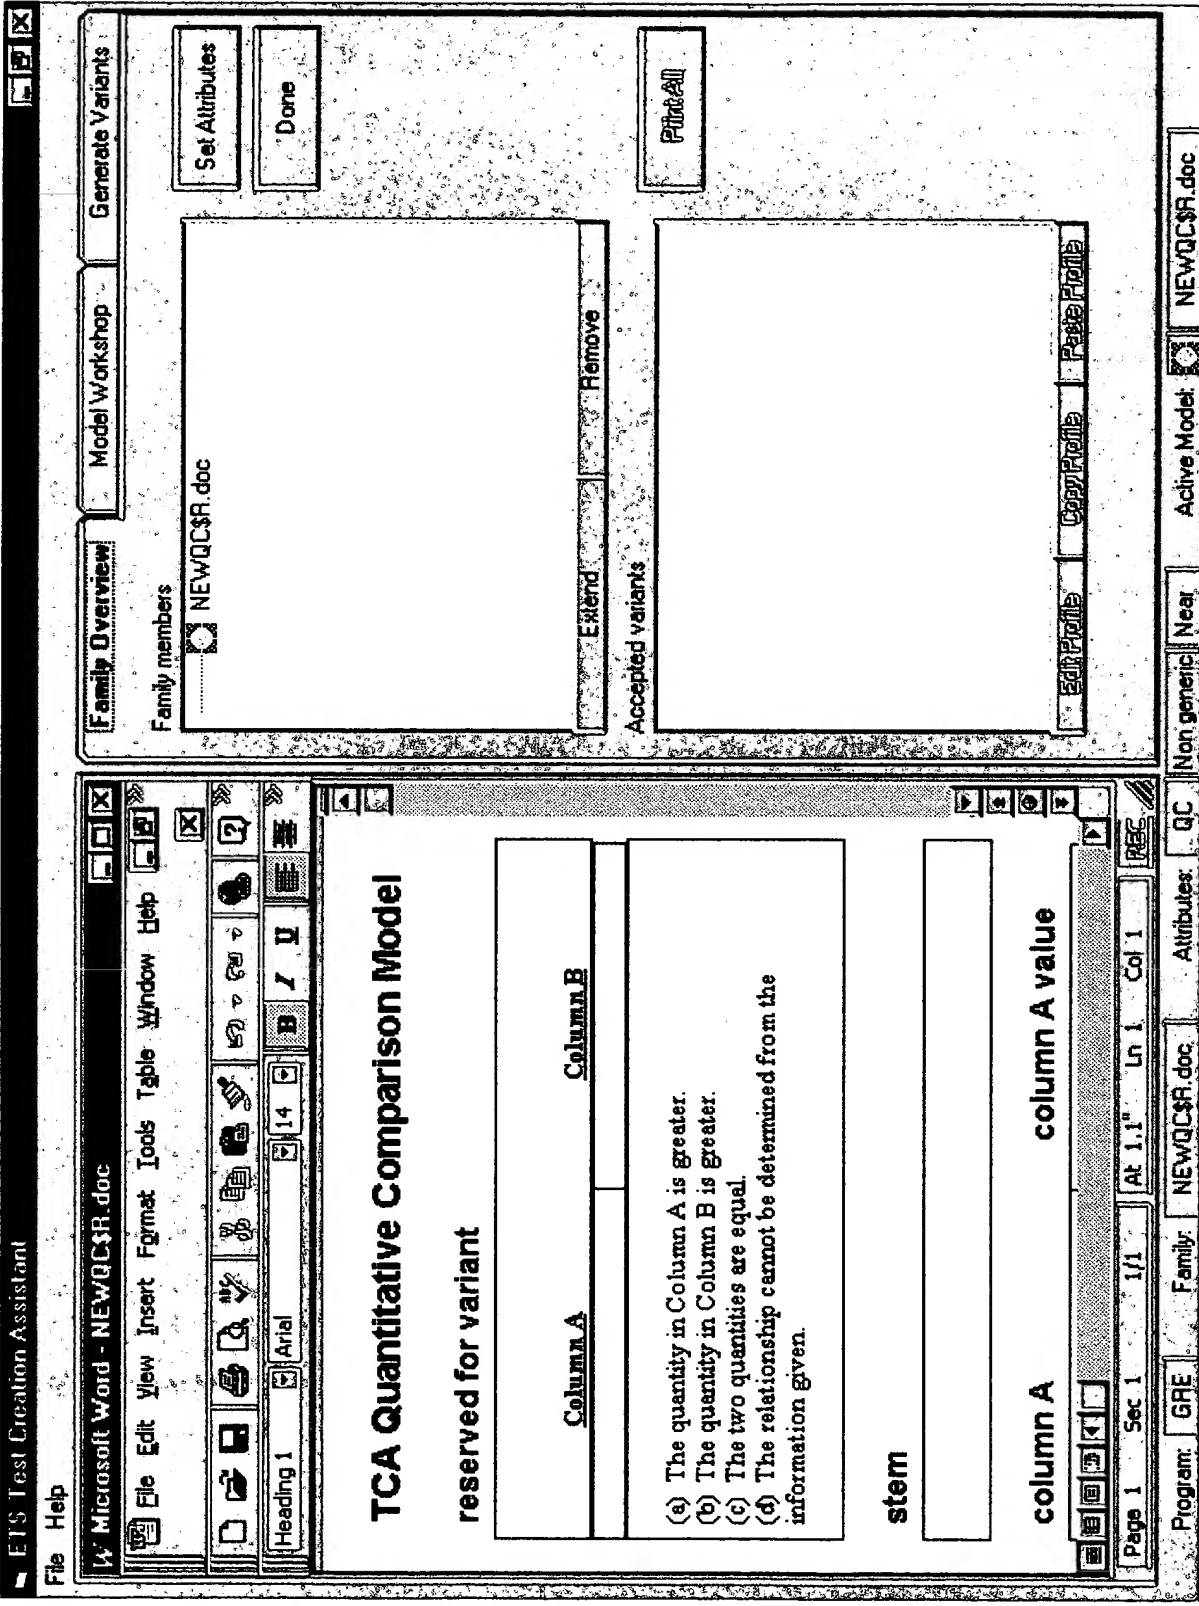 ETS Test Creation Assistant
File Help
Microsoft Word - NEWQC$R.doc
File Edit View Insert Format Tools Table Window Help
Heading 1 Arial 14 B I U
TCA Quantitative Comparison Model
reserved for variant
Column A Column B
(a) The quantity in Column A is greater.
(b) The quantity in Column B is greater.
(c) The two quantities are equal.
(d) The relationship cannot be determined from the
information given.
stem
column A column A value
Page 1 Sec 1 1/1 At 1.1" Ln 1 Col 1 REC
Family Overview Model Workshop Generate Variants
Family members
NEWQC$R.doc
Set Attributes
Done
Extend Remove
Accepted variants
Print All
Edit Profile Copy Profile Paste Profile
Program: GRE Family: NEWQC$R.doc Attributes: QC Non generic Near Active Model: NEWQC$R.doc